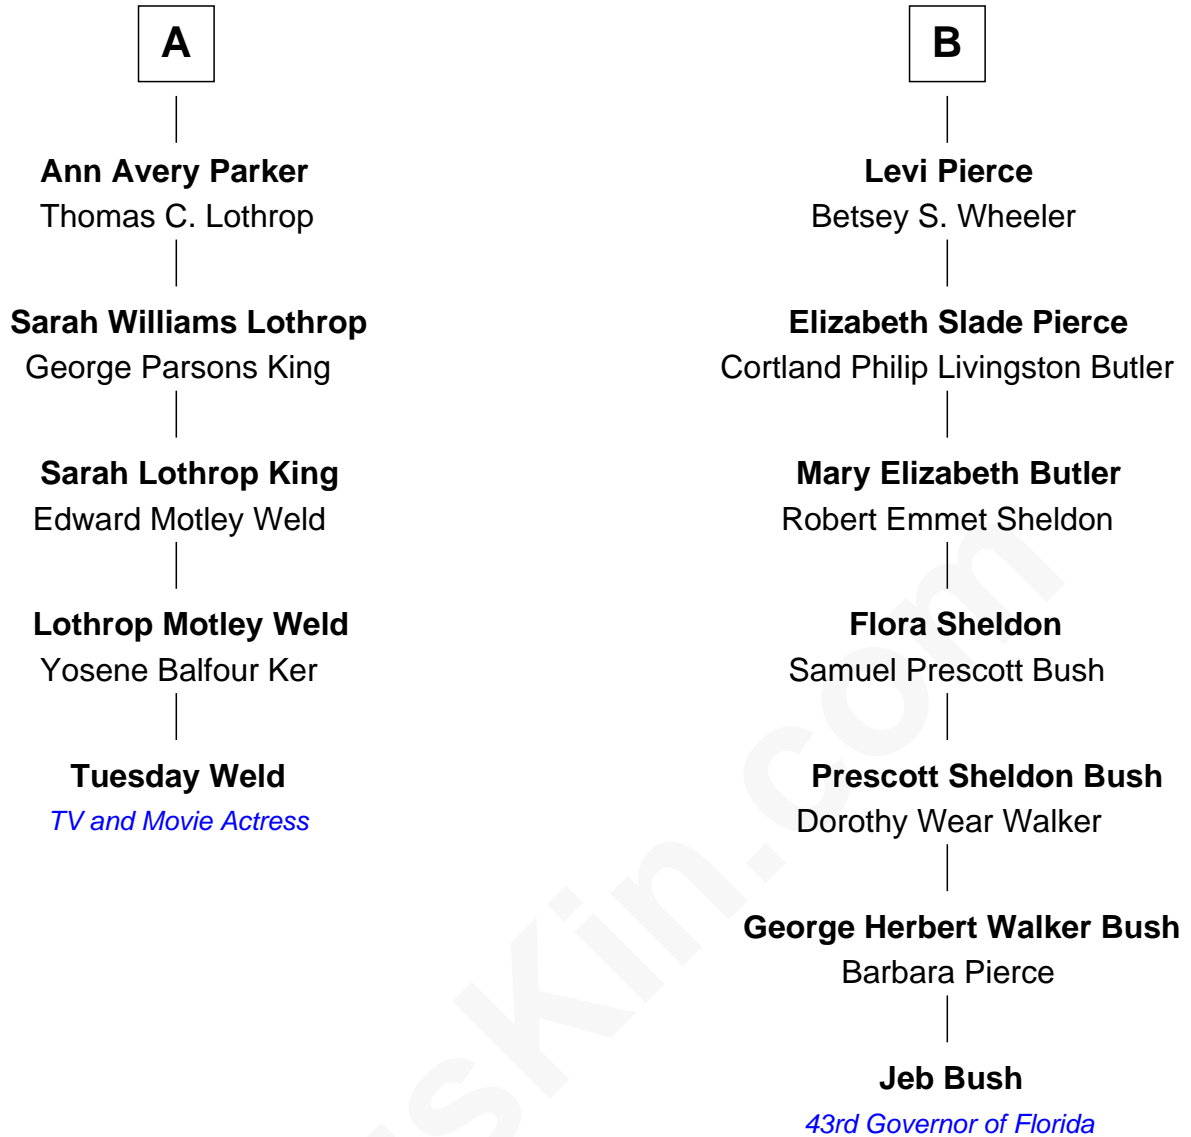 A
Ann Avery Parker
Thomas C. Lothrop
Sarah Williams Lothrop
George Parsons King
Sarah Lothrop King
Edward Motley Weld
Lothrop Motley Weld
Yosene Balfour Ker
Tuesday Weld
TV and Movie Actress
B
Levi Pierce
Betsey S. Wheeler
Elizabeth Slade Pierce
Cortland Philip Livingston Butler
Mary Elizabeth Butler
Robert Emmet Sheldon
Flora Sheldon
Samuel Prescott Bush
Prescott Sheldon Bush
Dorothy Wear Walker
George Herbert Walker Bush
Barbara Pierce
Jeb Bush
43rd Governor of Florida
sKin.com